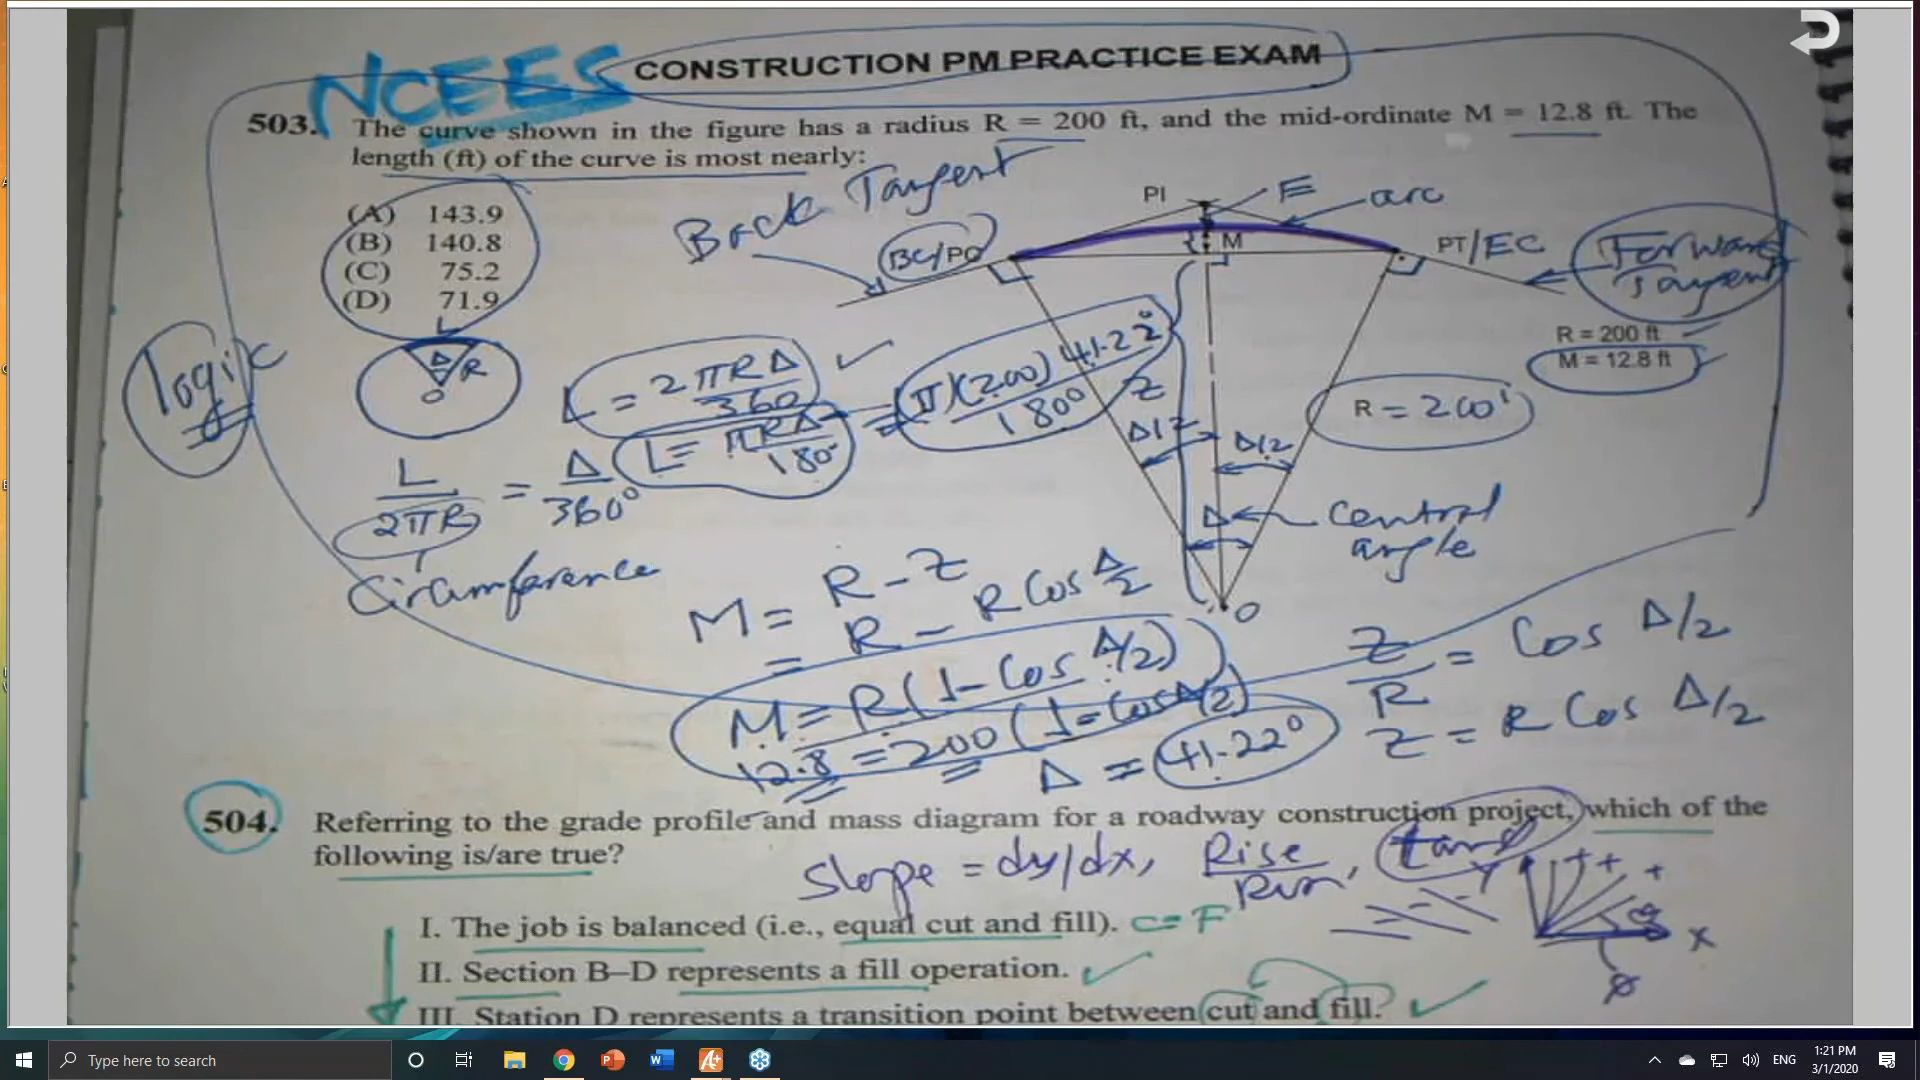 NCEES CONSTRUCTION PM PRACTICE EXAM
503. The curve shown in the figure has a radius R = 200 ft, and the mid-ordinate M = 12.8 ft. The
length (ft) of the curve is most nearly:
(A) 143.9
(B) 140.8
(C) 75.2
(D) 71.9
Back Tangent
BC/PC
PI
E
arc
M
PT/EC
Forward
Tangent
R = 200 ft
M = 12.8 ft
logic
L
Δ R
O
L = 2πRΔ / 360
L = πRΔ / 180°
= π(200) 41.22° / 180°
Z
Δ/2
Δ/2
R = 200'
L / 2πR = Δ / 360°
Circumference
Δ
Central
angle
O
M = R - Z
= R - R Cos Δ/2
M = R(1 - Cos Δ/2)
12.8 = 200 (1 - Cos Δ/2)
Δ = 41.22°
Z / R = Cos Δ/2
Z = R Cos Δ/2
504. Referring to the grade profile and mass diagram for a roadway construction project, which of the
following is/are true?
Slope = dy/dx, Rise / Run,
Y
+ + +
- - -
X
I. The job is balanced (i.e., equal cut and fill). C = F
II. Section B–D represents a fill operation.
III. Station D represents a transition point between cut and fill.
Type here to search
ENG
1:21 PM
3/1/2020